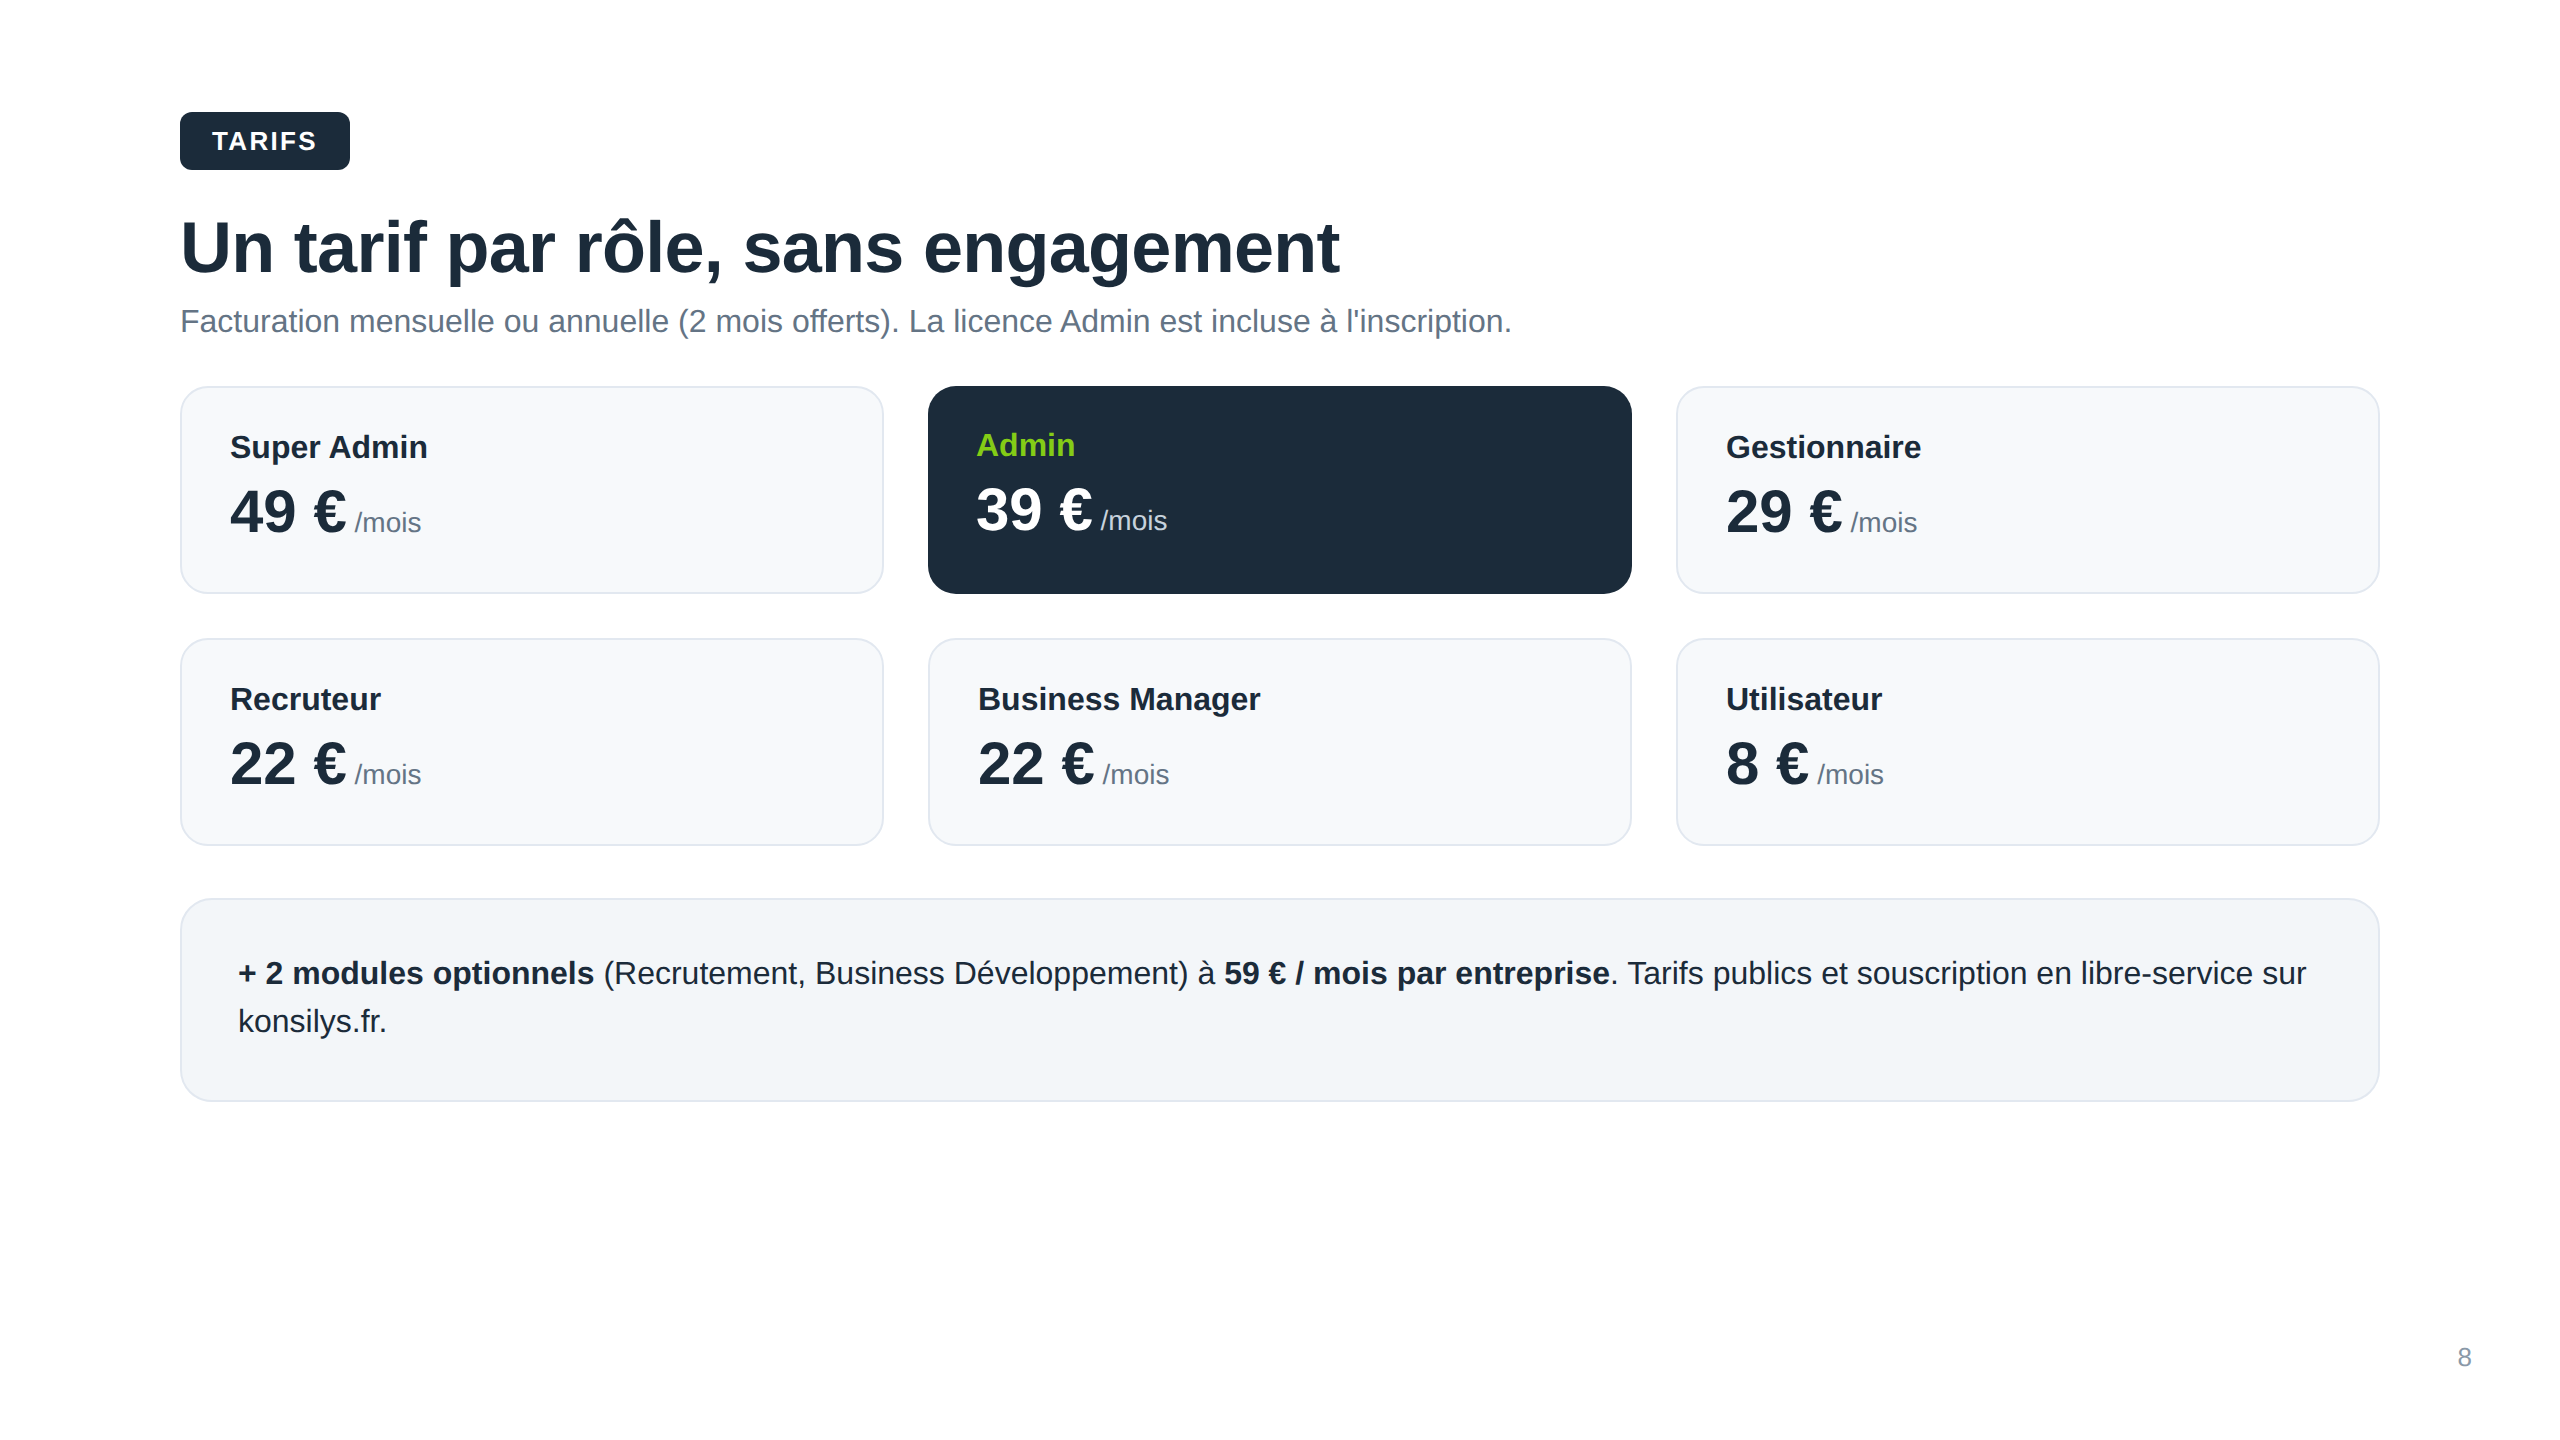 TARIFS
Un tarif par rôle, sans engagement
Facturation mensuelle ou annuelle (2 mois offerts). La licence Admin est incluse à l'inscription.
Super Admin
49 € /mois
Admin
39 € /mois
Gestionnaire
29 € /mois
Recruteur
22 € /mois
Business Manager
22 € /mois
Utilisateur
8 € /mois
+ 2 modules optionnels (Recrutement, Business Développement) à 59 € / mois par entreprise. Tarifs publics et souscription en libre-service sur
konsilys.fr.
8